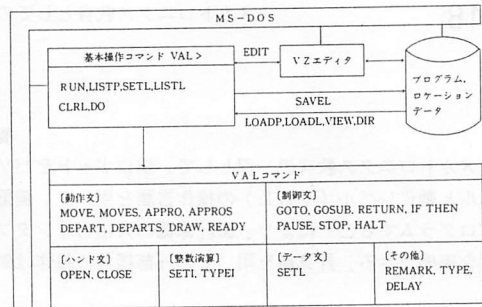 MS-DOS
基本操作コマンド VAL>
EDIT
VZエディタ
プログラム,
ロケーション
データ
RUN,LISTP,SETL,LISTL
CLRL,DO
SAVEL
LOADP,LOADL,VIEW,DIR
VALコマンド
[動作文]
MOVE, MOVES, APPRO, APPROS
DEPART, DEPARTS, DRAW, READY
[制御文]
GOTO, GOSUB, RETURN, IF THEN
PAUSE, STOP, HALT
[ハンド文]
OPEN, CLOSE
[整数演算]
SETI, TYPEI
[データ文]
SETL
[その他]
REMARK, TYPE,
DELAY